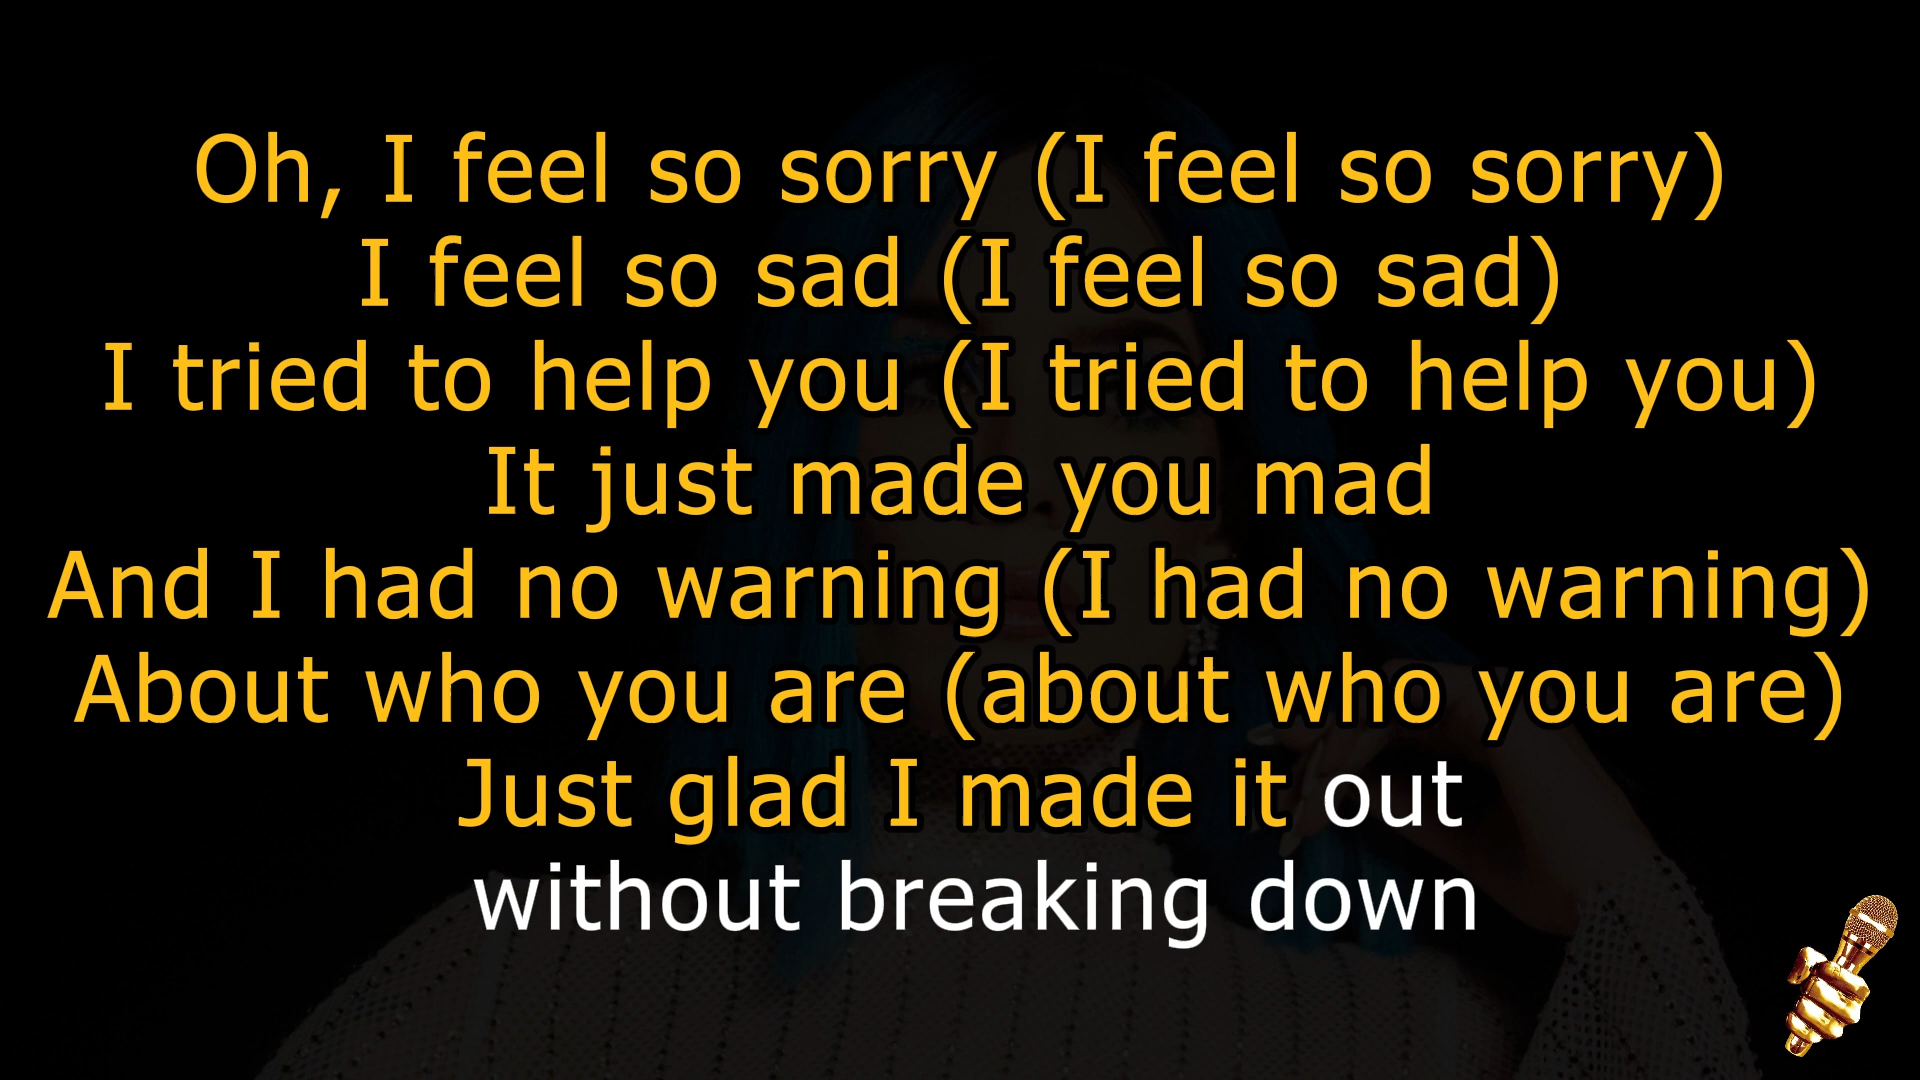 Oh, I feel so sorry (I feel so sorry)
I feel so sad (I feel so sad)
I tried to help you (I tried to help you)
It just made you mad
And I had no warning (I had no warning)
About who you are (about who you are)
Just glad I made it out
without breaking down